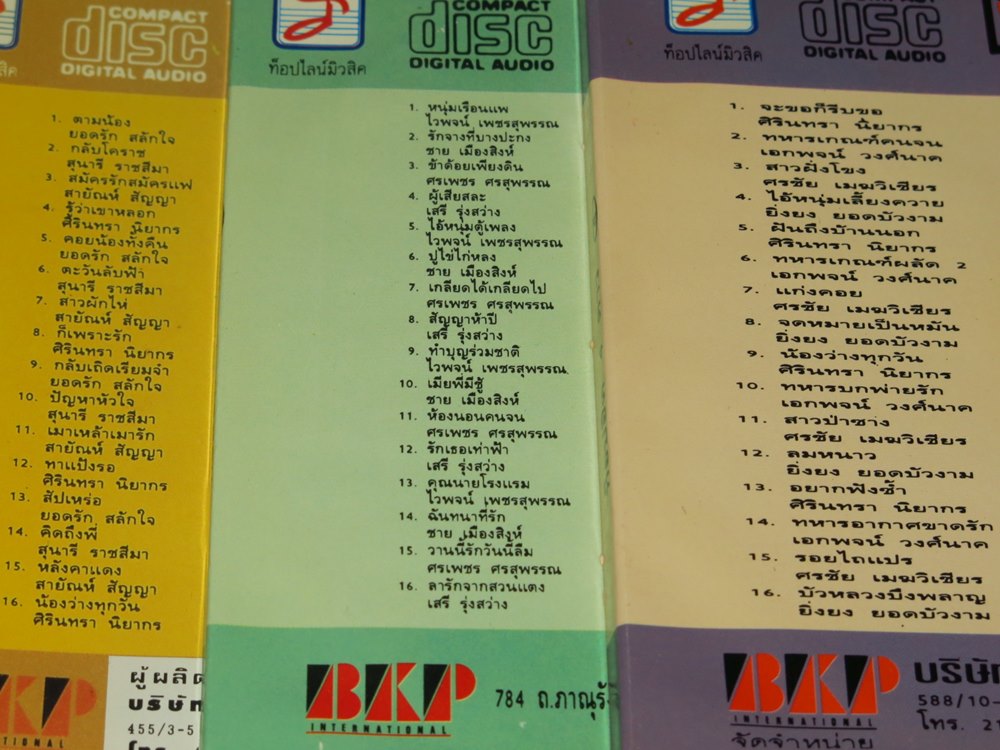 สิค
COMPACT
disc
DIGITAL AUDIO
1. ตามน้อง
ยอดรัก สลักใจ
2. กลับโคราช
สุนารี ราชสีมา
3. สมัครรักสมัครแฟ
สายัณห์ สัญญา
4. รู้ว่าเขาหลอก
ศิรินทรา นิยากร
5. คอยน้องทั้งคืน
ยอดรัก สลักใจ
6. ตะวันลับฟ้า
สุนารี ราชสีมา
7. สาวผักไห่
สายัณห์ สัญญา
8. ก็เพราะรัก
ศิรินทรา นิยากร
9. กลับเถิดเรียมจ๋า
ยอดรัก สลักใจ
10. ปัญหาหัวใจ
สุนารี ราชสีมา
11. เมาเหล้าเมารัก
สายัณห์ สัญญา
12. ทาแป้งรอ
ศิรินทรา นิยากร
13. สัปเหร่อ
ยอดรัก สลักใจ
14. คิดถึงพี่
สุนารี ราชสีมา
15. หลังคาแดง
สายัณห์ สัญญา
16. น้องว่างทุกวัน
ศิรินทรา นิยากร
KP
INTERNATIONAL
ผู้ผลิต
บริษัท
455/3-5
โทร
ท็อปไลน์มิวสิค
COMPACT
disc
DIGITAL AUDIO
1. หนุ่มเรือนแพ
ไวพจน์ เพชรสุพรรณ
2. รักจางที่บางปะกง
ชาย เมืองสิงห์
3. ข้าด้อยเพียงดิน
ศรเพชร ศรสุพรรณ
4. ผู้เสียสละ
เสรี รุ่งสว่าง
5. ไอ้หนุ่มตู้เพลง
ไวพจน์ เพชรสุพรรณ
6. ปูไข่ไก่หลง
ชาย เมืองสิงห์
7. เกลียดได้เกลียดไป
ศรเพชร ศรสุพรรณ
8. สัญญาห้าปี
เสรี รุ่งสว่าง
9. ทำบุญร่วมชาติ
ไวพจน์ เพชรสุพรรณ
10. เมียพี่มีชู้
ชาย เมืองสิงห์
11. ห้องนอนคนจน
ศรเพชร ศรสุพรรณ
12. รักเธอเท่าฟ้า
เสรี รุ่งสว่าง
13. คุณนายโรงแรม
ไวพจน์ เพชรสุพรรณ
14. ฉันทนาที่รัก
ชาย เมืองสิงห์
15. วานนี้รักวันนี้ลืม
ศรเพชร ศรสุพรรณ
16. ลารักจากสวนแตง
เสรี รุ่งสว่าง
BKP
INTERNATIONAL
784 ถ.ภาณุรั
ท็อปไลน์มิวสิค
COMPACT
disc
DIGITAL AUDIO
1. จะขอก็รีบขอ
ศิรินทรา นิยากร
2. ทหารเกณฑ์คนจน
เอกพจน์ วงศ์นาค
3. สาวฝั่งโขง
ศรชัย เมฆวิเชียร
4. ไอ้หนุ่มเลี้ยงควาย
ยิ่งยง ยอดบัวงาม
5. ฝันถึงบ้านนอก
ศิรินทรา นิยากร
6. ทหารเกณฑ์ผลัด 2
เอกพจน์ วงศ์นาค
7. แก่งคอย
ศรชัย เมฆวิเชียร
8. จดหมายเป็นหมัน
ยิ่งยง ยอดบัวงาม
9. น้องว่างทุกวัน
ศิรินทรา นิยากร
10. ทหารบกพ่ายรัก
เอกพจน์ วงศ์นาค
11. สาวป่าซาง
ศรชัย เมฆวิเชียร
12. ลมหนาว
ยิ่งยง ยอดบัวงาม
13. อยากฟังซ้ำ
ศิรินทรา นิยากร
14. ทหารอากาศขาดรัก
เอกพจน์ วงศ์นาค
15. รอยไถแปร
ศรชัย เมฆวิเชียร
16. บัวหลวงบึงพลาญ
ยิ่งยง ยอดบัวงาม
BKP
INTERNATIONAL
จัดจำหน่าย
บริษัท
588/10-
โทร. 2